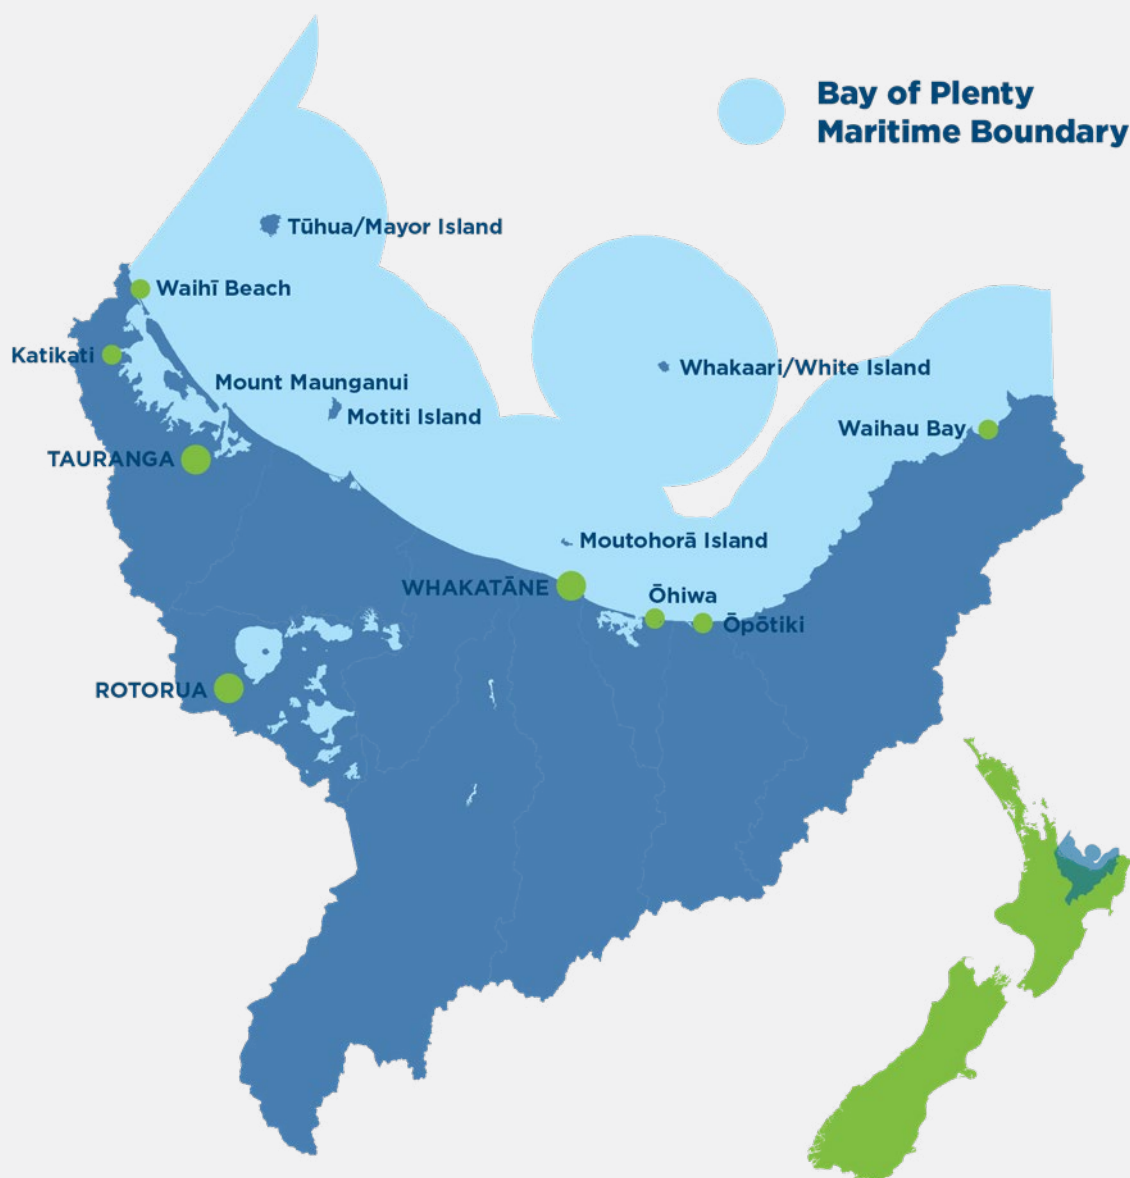 Bay of Plenty
Maritime Boundary
Tūhua/Mayor Island
Waihī Beach
Katikati
Mount Maunganui
Motiti Island
Whakaari/White Island
Waihau Bay
TAURANGA
Moutohorā Island
WHAKATĀNE
Ōhiwa
Ōpōtiki
ROTORUA